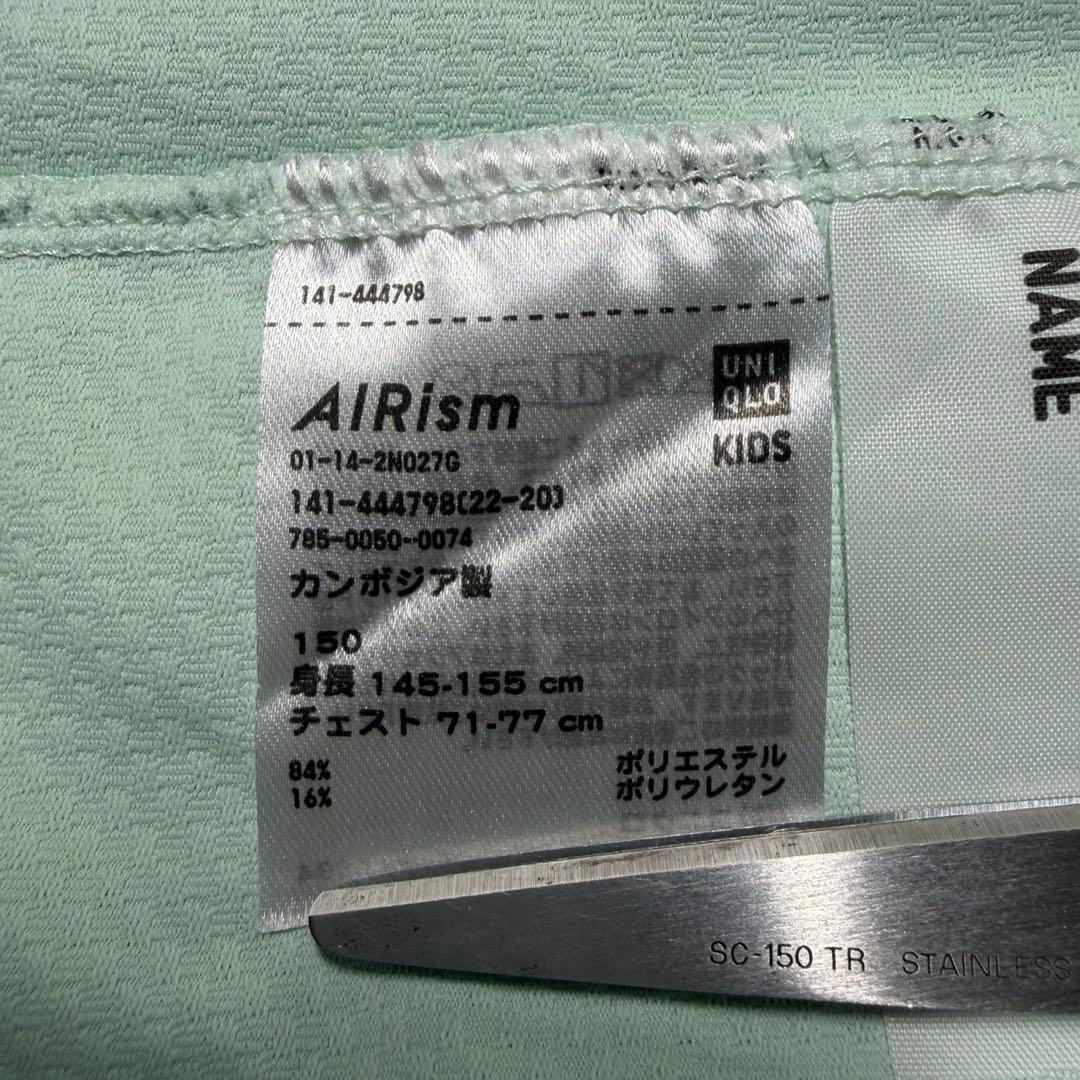 141-444798
AIRism
UNI
QLO
KIDS
01-14-2N027G
141-444798(22-20)
785-0050-0074
カンボジア製
150
身長 145-155 cm
チェスト 71-77 cm
84% ポリエステル
16% ポリウレタン
NAME
SC-150 TR STAINLESS